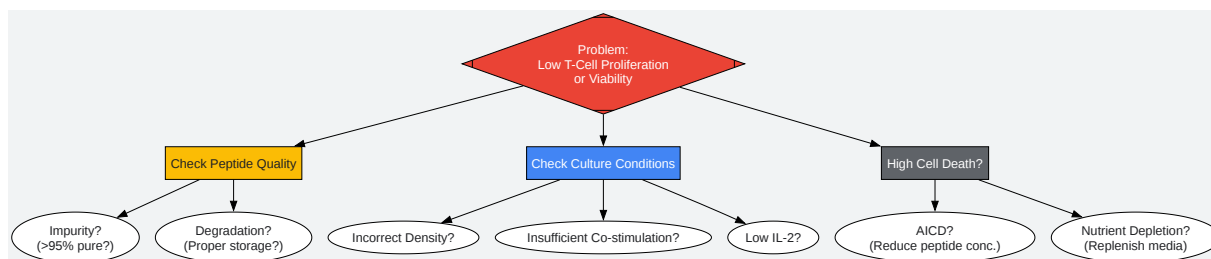 Problem:
Low T-Cell Proliferation
or Viability
Check Peptide Quality
Check Culture Conditions
High Cell Death?
Impurity?
(>95% pure?)
Degradation?
(Proper storage?)
Incorrect Density?
Insufficient Co-stimulation?
Low IL-2?
AICD?
(Reduce peptide conc.)
Nutrient Depletion?
(Replenish media)